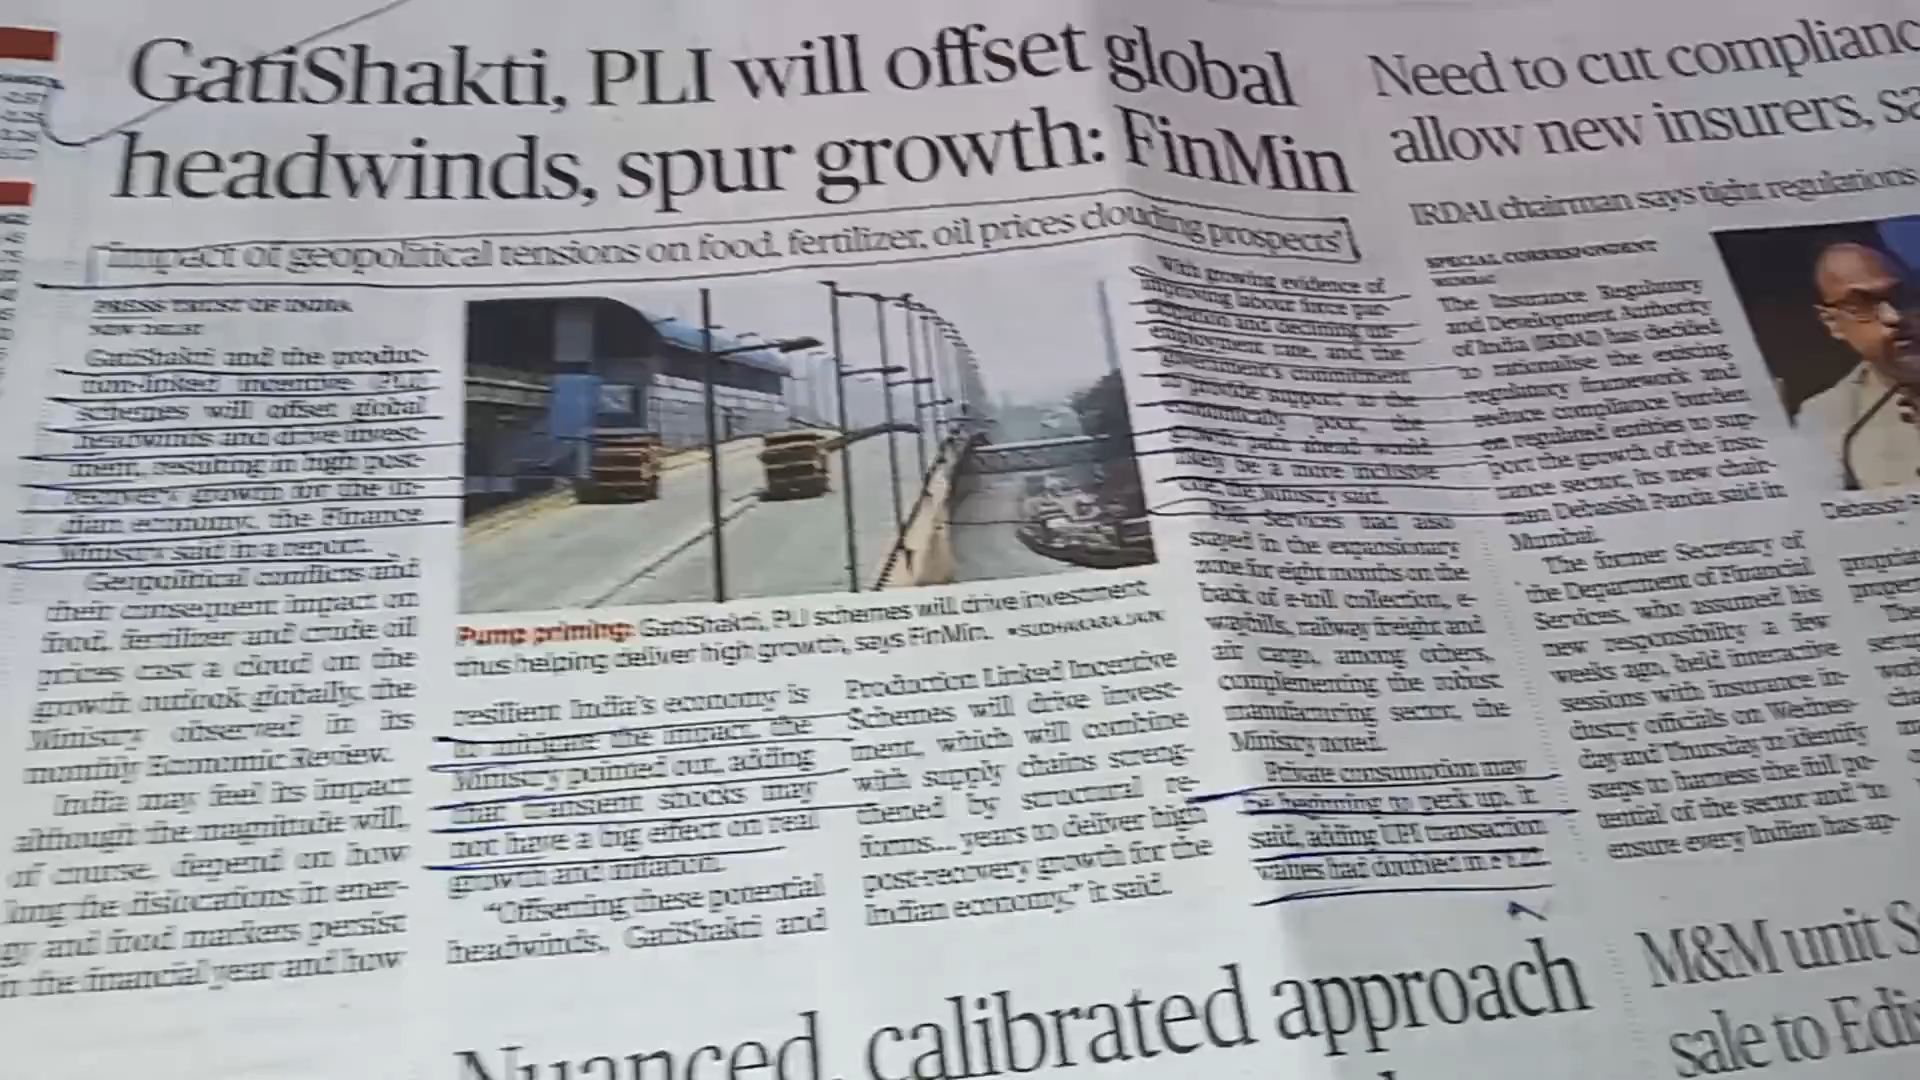 GatiShakti, PLI will offset global
headwinds, spur growth: FinMin
Impact of geopolitical tensions on food, fertilizer, oil prices clouding prospects'
PRESS TRUST OF INDIA
NEW DELHI
GatiShakti and the produc-
tion-linked incentive (PLI)
schemes will offset global
headwinds and drive invest-
ment, resulting in high post-
recovery growth for the In-
dian economy, the Finance
Ministry said in a report.
Geopolitical conflicts and
their consequent impact on
food, fertilizer and crude oil
prices cast a cloud on the
growth outlook globally, the
Ministry observed in its
monthly Economic Review.
India may feel its impact
although the magnitude will,
of course, depend on how
long the dislocations in ener-
gy and food markets persist
in the financial year and how
Pump priming: GatiShakti, PLI schemes will drive investment
thus helping deliver high growth, says FinMin.
resilient India's economy is
to mitigate the impact, the
Ministry pointed out, adding
that transient shocks may
not have a big effect on real
growth and inflation.
"Offsetting these potential
headwinds, GatiShakti and
Production Linked Incentive
Schemes will drive invest-
ment, which will combine
with supply chains streng-
thened by structural re-
forms... years to deliver high
post-recovery growth for the
Indian economy," it said.
With growing evidence of
improving labour force par-
ticipation and declining un-
employment rate, and the
government's commitment
to provide support to the
economically poor, the
growth path ahead would
likely be a more inclusive
one, the Ministry said.
PMI Services had also
stayed in the expansionary
zone for eight months on the
back of e-toll collection, e-
waybills, railway freight and
air cargo, among others,
complementing the robust
manufacturing sector, the
Ministry noted.
Private consumption may
be beginning to perk up, it
said, adding UPI transaction
values had doubled in
Need to cut complianc
allow new insurers, sa
IRDAI chairman says tight regulations
SPECIAL CORRESPONDENT
MUMBAI
The Insurance Regulatory
and Development Authority
of India (IRDAI) has decided
to rationalise the existing
regulatory framework and
reduce compliance burden
on regulated entities to sup-
port the growth of the insu-
rance sector, its new chair-
man Debasish Panda said in
Mumbai.
The former Secretary of
the Department of Financial
Services, who assumed his
new responsibility a few
weeks ago, held interactive
sessions with insurance in-
dustry officials on Wednes-
day and Thursday to identify
steps to harness the full po-
tential of the sector and "to
ensure every Indian has ap-
Debasish P
Nuanced, calibrated approach
M&M unit S
sale to Edis